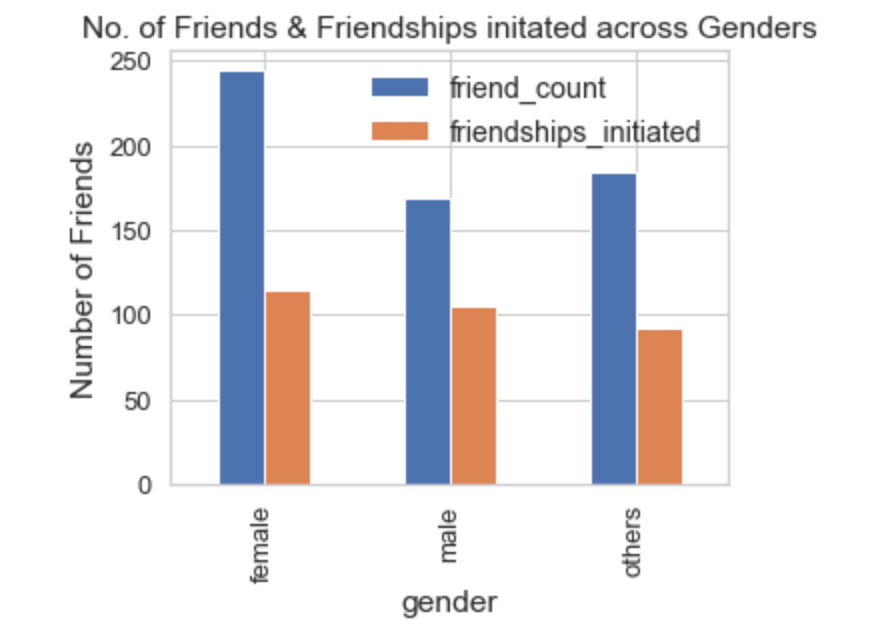 No. of Friends & Friendships initated across Genders
250
200
150
100
50
0
Number of Friends
friend_count
friendships_initiated
female
male
others
gender